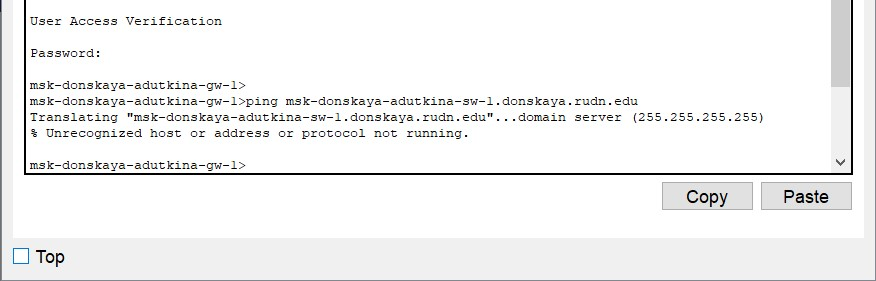 User Access Verification
Password:
msk-donskaya-adutkina-gw-1>
msk-donskaya-adutkina-gw-1>ping msk-donskaya-adutkina-sw-1.donskaya.rudn.edu
Translating "msk-donskaya-adutkina-sw-1.donskaya.rudn.edu"...domain server (255.255.255.255)
% Unrecognized host or address or protocol not running.
msk-donskaya-adutkina-gw-1>
Copy Paste
Top